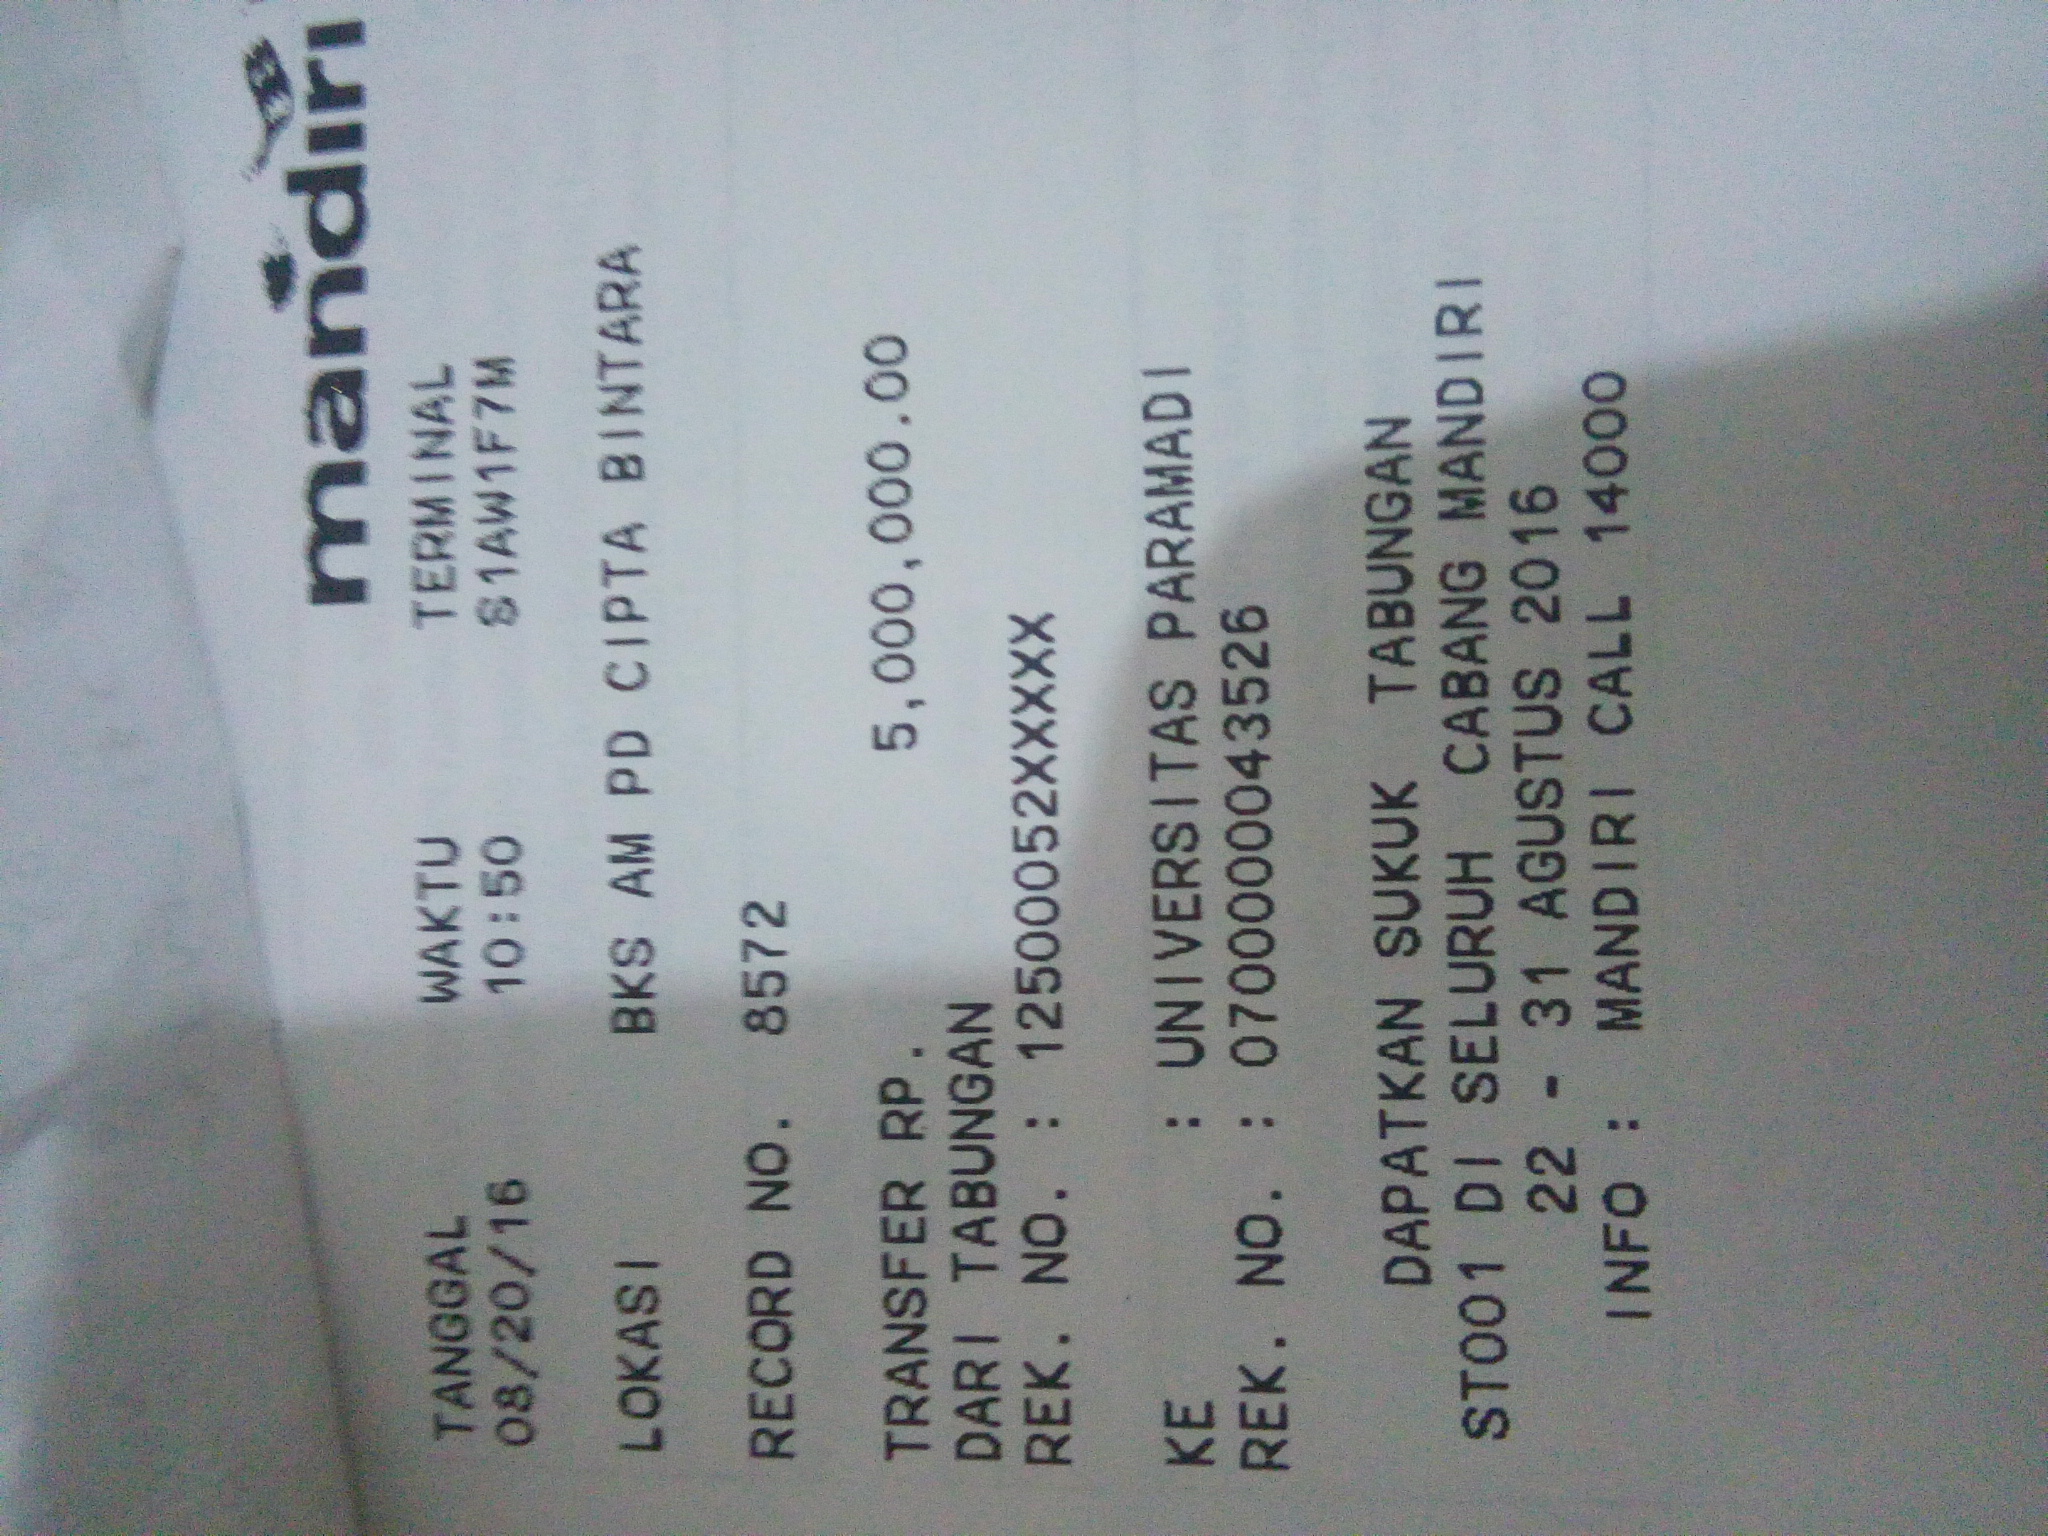 mandiri
TANGGAL WAKTU TERMINAL
08/20/16 10:50 S1AW1F7M
LOKASI BKS AM PD CIPTA BINTARA
RECORD NO. 8572
TRANSFER RP. 5,000,000.00
DARI TABUNGAN
REK. NO. : 12500052XXXXX
KE : UNIVERSITAS PARAMADI
REK. NO. : 0700000435526
DAPATKAN SUKUK TABUNGAN
ST001 DI SELURUH CABANG MANDIRI
22 - 31 AGUSTUS 2016
INFO : MANDIRI CALL 14000